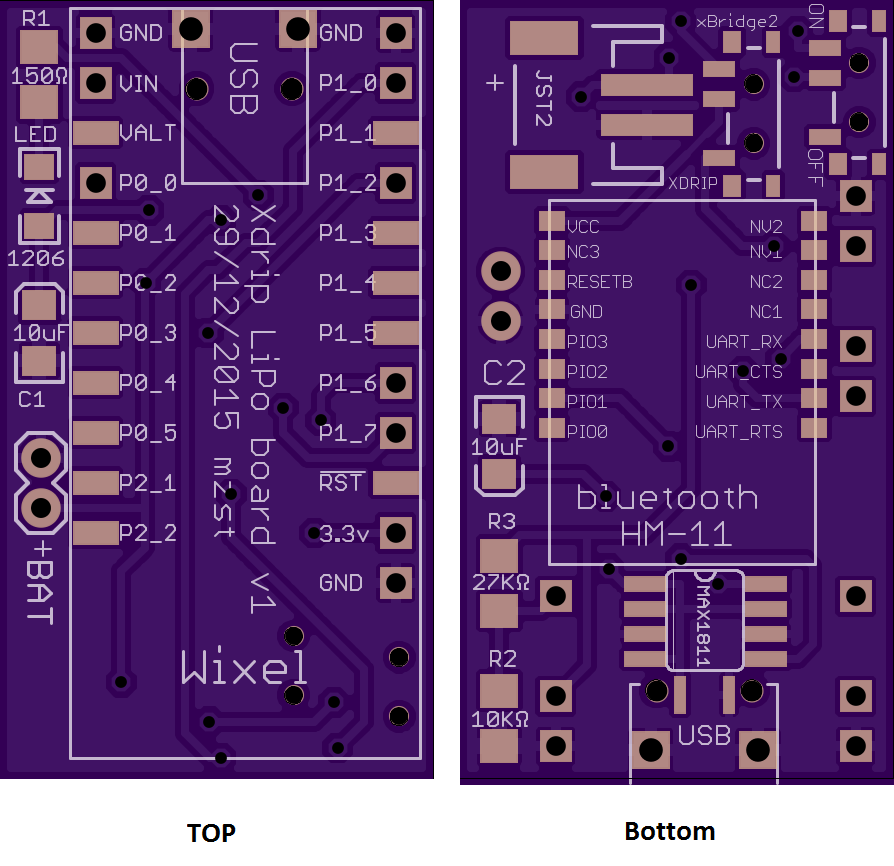 R1
150Ω
LED
1206
10uF
C1
+BAT
GND
VIN
VALT
P0_0
P0_1
P0_2
P0_3
P0_4
P0_5
P2_1
P2_2
USB
Xdrip LiPo board v1
29/12/2015 mzst
Wixel
GND
P1_0
P1_1
P1_2
P1_3
P1_4
P1_5
P1_6
P1_7
RST
3.3v
GND
TOP
xBridge2
ON
+
JST2
XDRIP
OFF
VCC
NC3
RESETB
GND
PIO3
PIO2
PIO1
PIO0
NV2
NV1
NC2
NC1
UART_RX
UART_CTS
UART_TX
UART_RTS
bluetooth
HM-11
C2
10uF
R3
27KΩ
R2
10KΩ
MAX1811
USB
Bottom